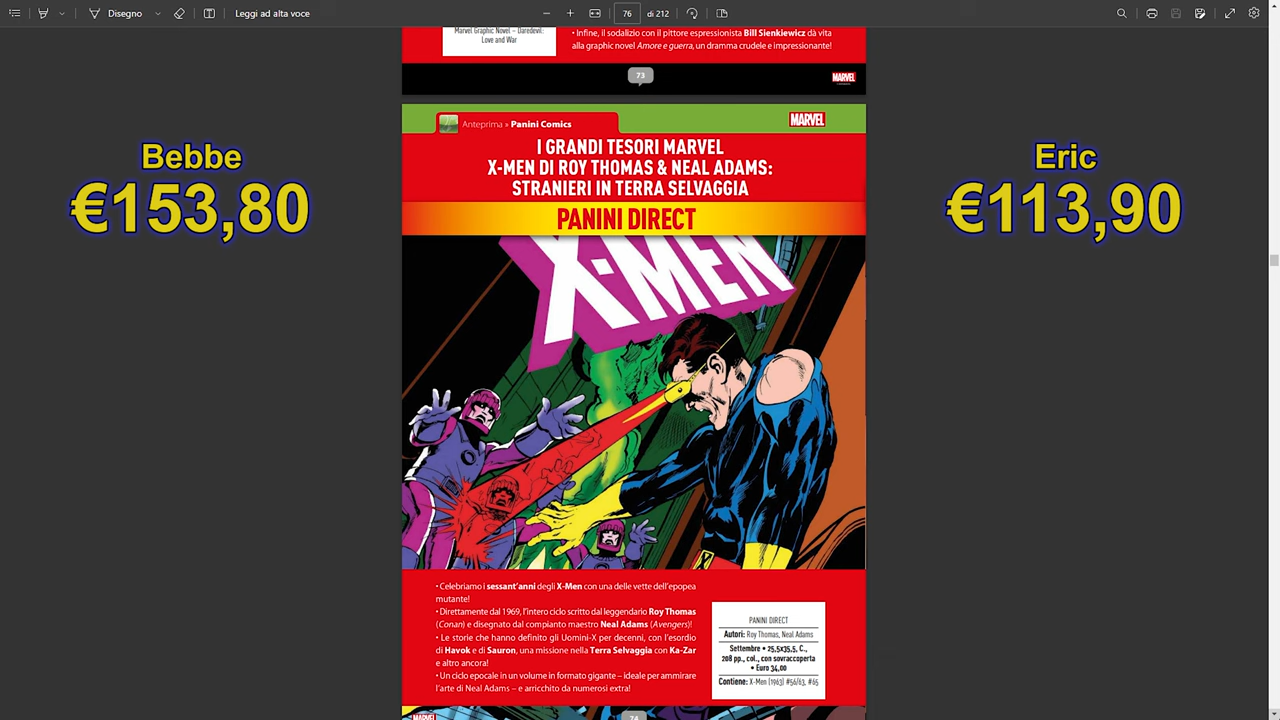 Disegno
Leggi ad alta voce
Marvel Graphic Novel – Daredevil:
Love and War
• Infine, il sodalizio con il pittore espressionista Bill Sienkiewicz dà vita
alla graphic novel Amore e guerra, un dramma crudele e impressionante!
73
MARVEL
Anteprima » Panini Comics
MARVEL
I GRANDI TESORI MARVEL
X-MEN DI ROY THOMAS & NEAL ADAMS:
STRANIERI IN TERRA SELVAGGIA
PANINI DIRECT
Bebbe
€153,80
Eric
€113,90
X-MEN
• Celebriamo i sessant'anni degli X-Men con una delle vette dell'epopea
mutante!
• Direttamente dal 1969, l'intero ciclo scritto dal leggendario Roy Thomas
(Conan) e disegnato dal compianto maestro Neal Adams (Avengers)!
• Le storie che hanno definito gli Uomini-X per decenni, con l'esordio
di Havok e di Sauron, una missione nella Terra Selvaggia con Ka-Zar
e altro ancora!
• Un ciclo epocale in un volume in formato gigante – ideale per ammirare
l'arte di Neal Adams – e arricchito da numerosi extra!
PANINI DIRECT
Autori: Roy Thomas, Neal Adams
Settembre • 25,5x35,5, C.,
208 pp., col., con sovraccoperta
• Euro 34,00
Contiene: X-Men (1963) #56/63, #65
MARVEL
74